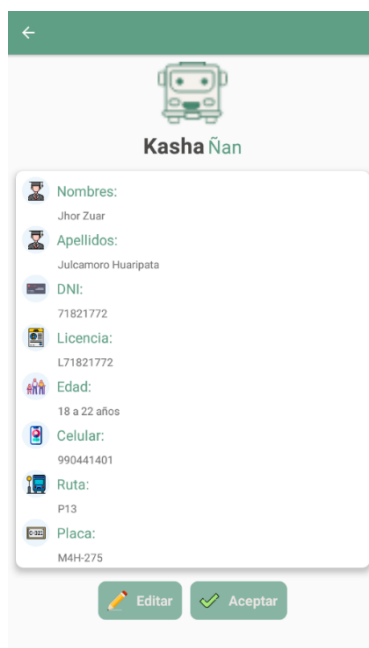 Kasha Ñan
Nombres:
Jhor Zuar
Apellidos:
Julcamoro Huaripata
DNI:
71821772
Licencia:
L71821772
Edad:
18 a 22 años
Celular:
990441401
Ruta:
P13
Placa:
M4H-275
Editar
Aceptar